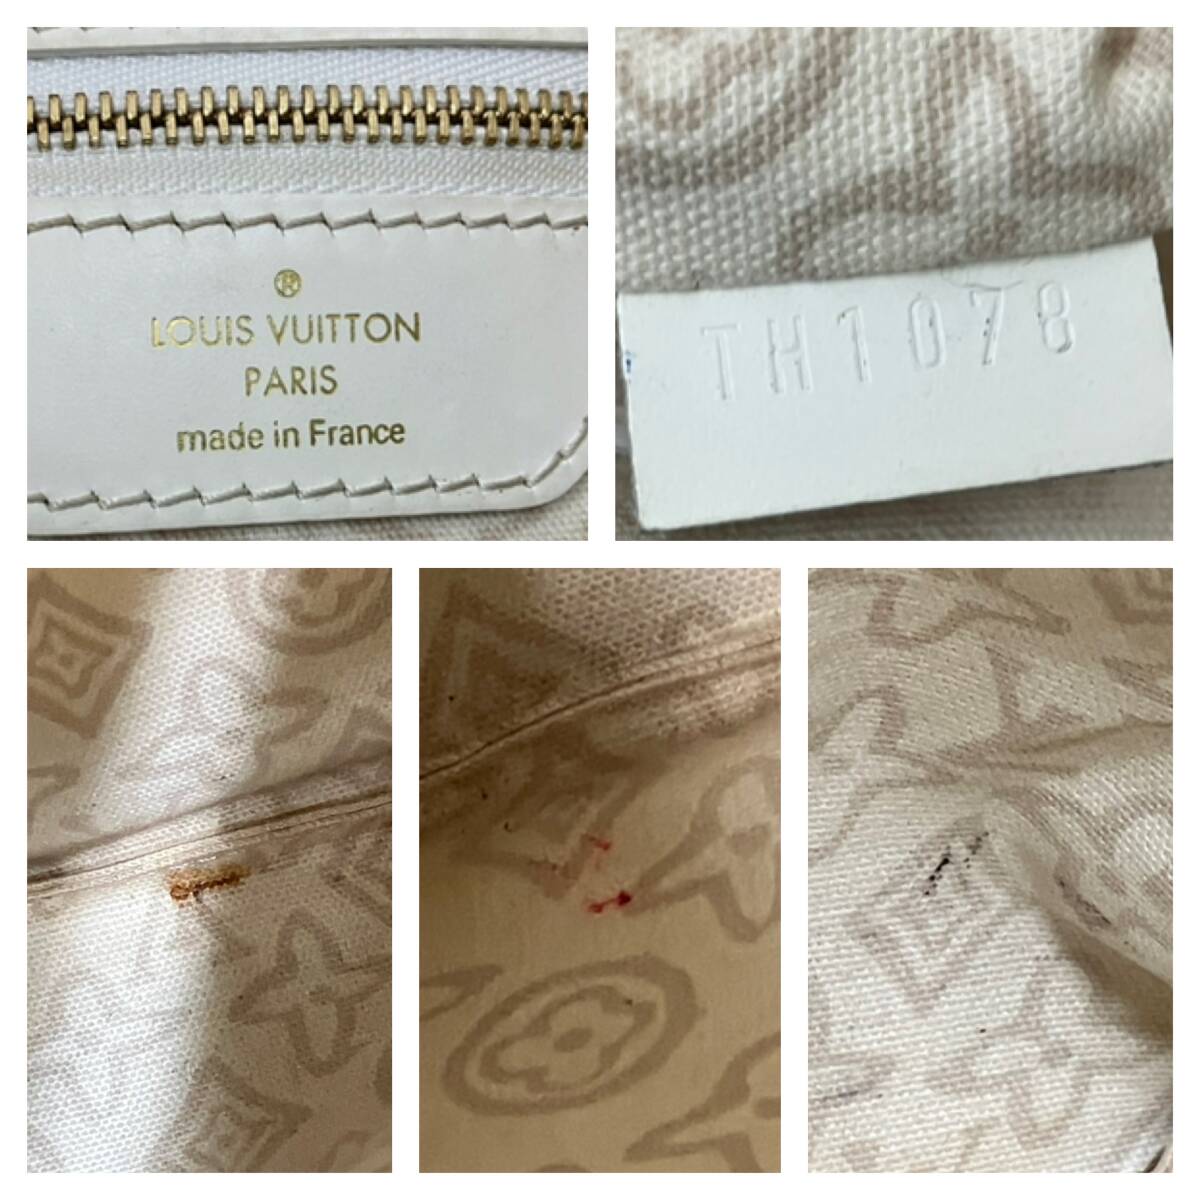 ®
LOUIS VUITTON
PARIS
made in France
TH1078